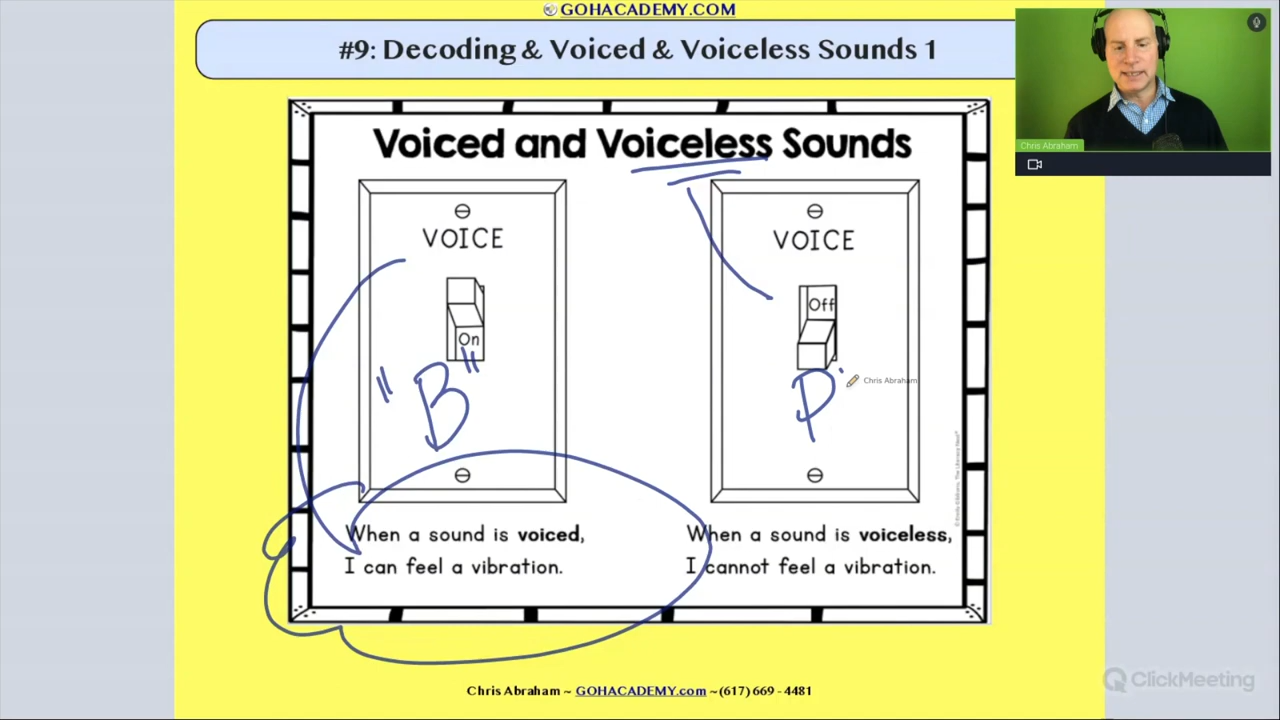 GOHACADEMY.COM
#9: Decoding & Voiced & Voiceless Sounds 1
Chris Abraham
Voiced and Voiceless Sounds
VOICE
On
"B"
When a sound is voiced,
I can feel a vibration.
VOICE
Off
P'
Chris Abraham
When a sound is voiceless,
I cannot feel a vibration.
Chris Abraham ~ GOHACADEMY.com ~(617) 669 - 4481
ClickMeeting